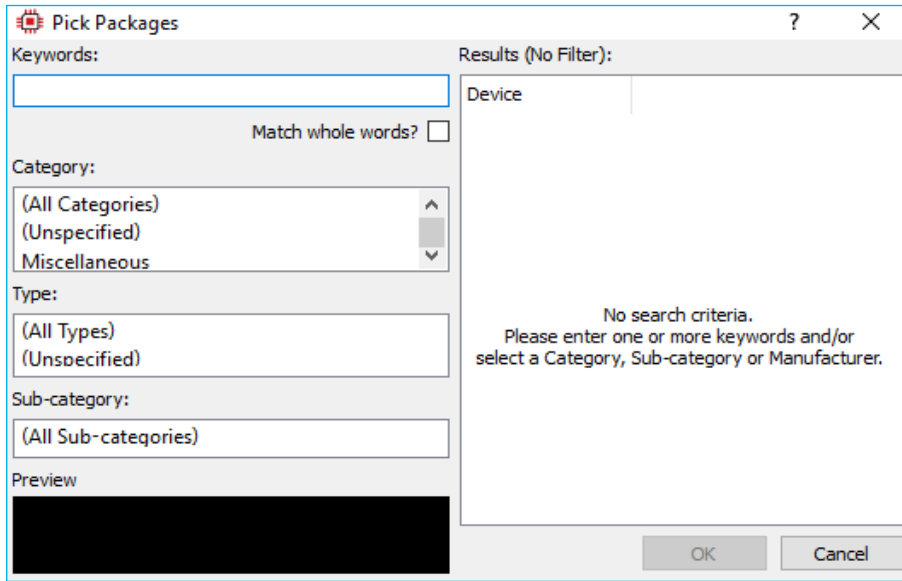 Pick Packages
Keywords:
Match whole words?
Category:
(All Categories)
(Unspecified)
Miscellaneous
Type:
(All Types)
(Unspecified)
Sub-category:
(All Sub-categories)
Preview
Results (No Filter):
Device
No search criteria.
Please enter one or more keywords and/or
select a Category, Sub-category or Manufacturer.
OK
Cancel